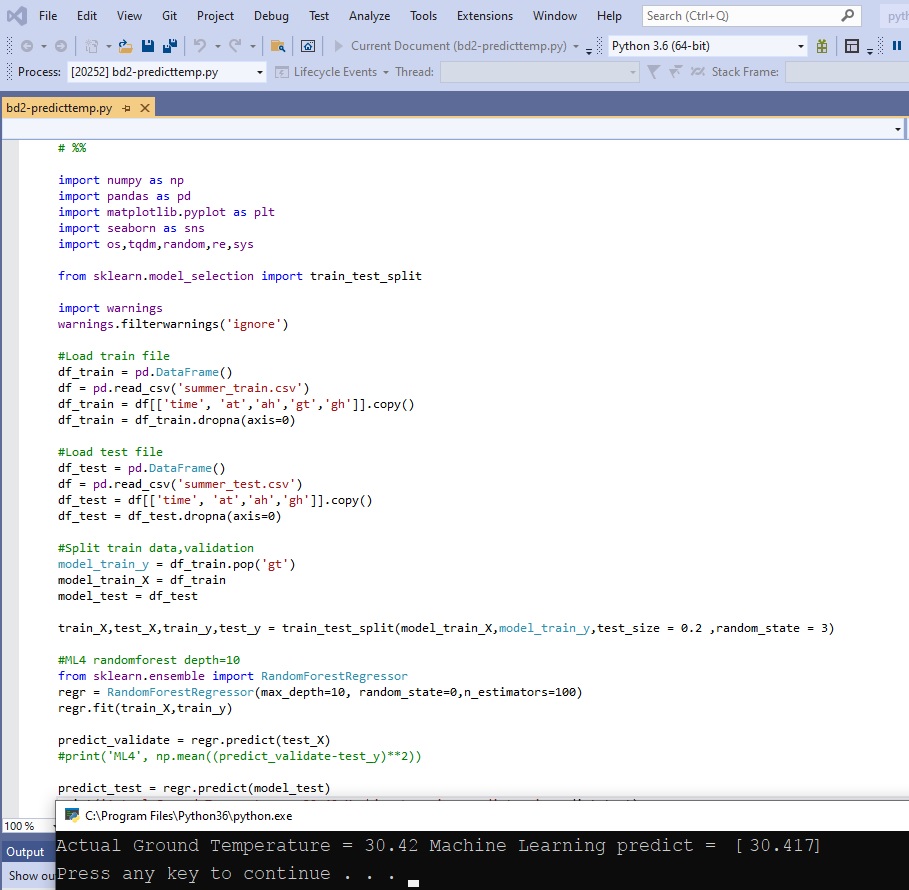 File Edit View Git Project Debug Test Analyze Tools Extensions Window Help Search (Ctrl+Q)
Current Document (bd2-predicttemp.py) Python 3.6 (64-bit)
Process: [20252] bd2-predicttemp.py Lifecycle Events Thread: Stack Frame:
bd2-predicttemp.py
# %%
import numpy as np
import pandas as pd
import matplotlib.pyplot as plt
import seaborn as sns
import os,tqdm,random,re,sys
from sklearn.model_selection import train_test_split
import warnings
warnings.filterwarnings('ignore')
#Load train file
df_train = pd.DataFrame()
df = pd.read_csv('summer_train.csv')
df_train = df[['time', 'at','ah','gt','gh']].copy()
df_train = df_train.dropna(axis=0)
#Load test file
df_test = pd.DataFrame()
df = pd.read_csv('summer_test.csv')
df_test = df[['time', 'at','ah','gh']].copy()
df_test = df_test.dropna(axis=0)
#Split train data,validation
model_train_y = df_train.pop('gt')
model_train_X = df_train
model_test = df_test
train_X,test_X,train_y,test_y = train_test_split(model_train_X,model_train_y,test_size = 0.2 ,random_state = 3)
#ML4 randomforest depth=10
from sklearn.ensemble import RandomForestRegressor
regr = RandomForestRegressor(max_depth=10, random_state=0,n_estimators=100)
regr.fit(train_X,train_y)
predict_validate = regr.predict(test_X)
#print('ML4', np.mean((predict_validate-test_y)**2))
predict_test = regr.predict(model_test)
C:\Program Files\Python36\python.exe
100 %
Output
Actual Ground Temperature = 30.42 Machine Learning predict = [30.417]
Show
Press any key to continue . . .